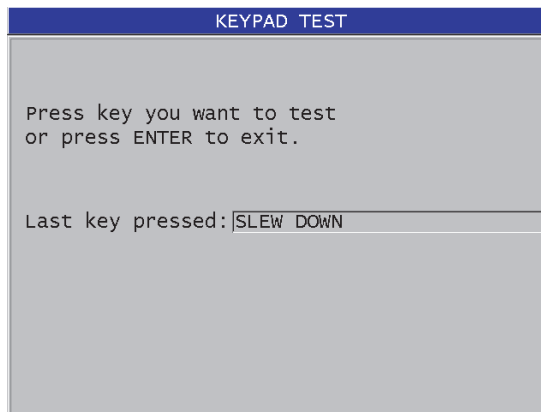 KEYPAD TEST
Press key you want to test
or press ENTER to exit.
Last key pressed: SLEW DOWN